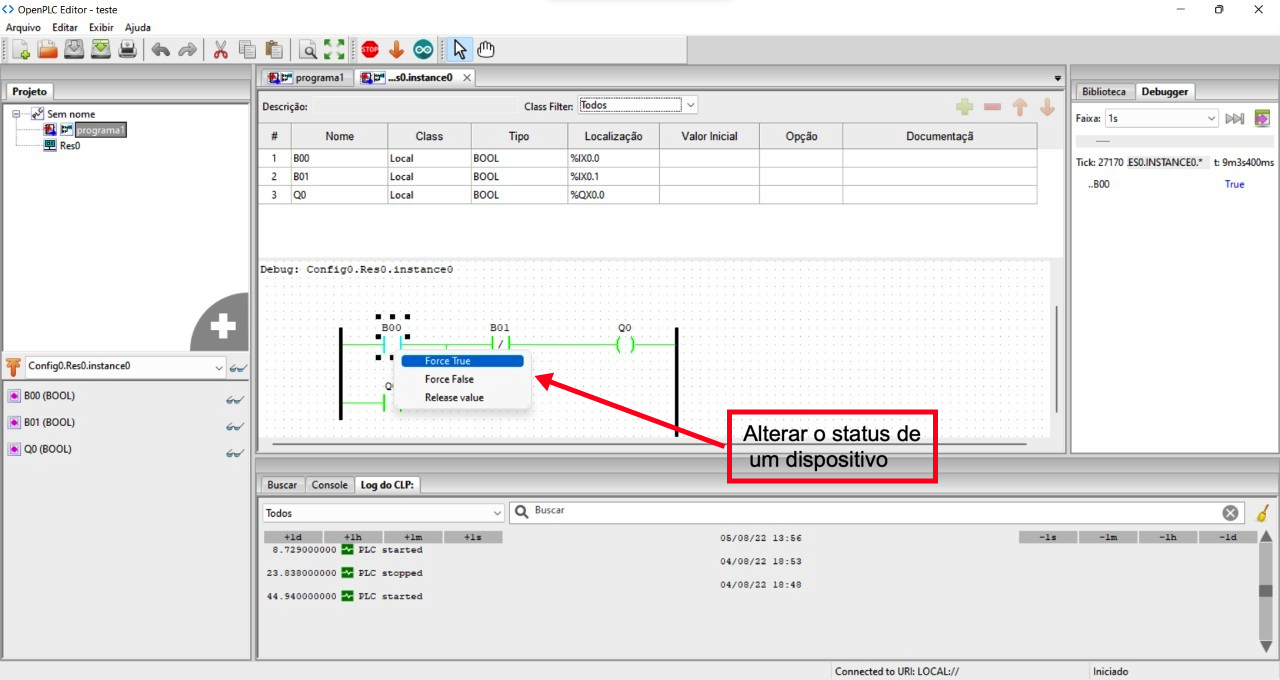 OpenPLC Editor - teste
Arquivo Editar Exibir Ajuda
STOP
Projeto
Sem nome
programa1
Res0
Config0.Res0.instance0
B00 (BOOL)
B01 (BOOL)
Q0 (BOOL)
programa1 ...s0.instance0
Descrição: Class Filter: Todos
# Nome Class Tipo Localização Valor Inicial Opção Documentaçã
1 B00 Local BOOL %IX0.0
2 B01 Local BOOL %IX0.1
3 Q0 Local BOOL %QX0.0
Debug: Config0.Res0.instance0
B00 B01 Q0
Force True
Force False
Release value
Alterar o status de
um dispositivo
Biblioteca Debugger
Faixa: 1s
Tick: 27170 .ES0.INSTANCE0.* t: 9m3s400ms
..B00 True
Buscar Console Log do CLP:
Todos Buscar
+1d +1h +1m +1s 05/08/22 13:56 -1s -1m -1h -1d
8.729000000 PLC started
04/08/22 18:53
23.838000000 PLC stopped
04/08/22 18:48
44.940000000 PLC started
Connected to URI: LOCAL:// Iniciado